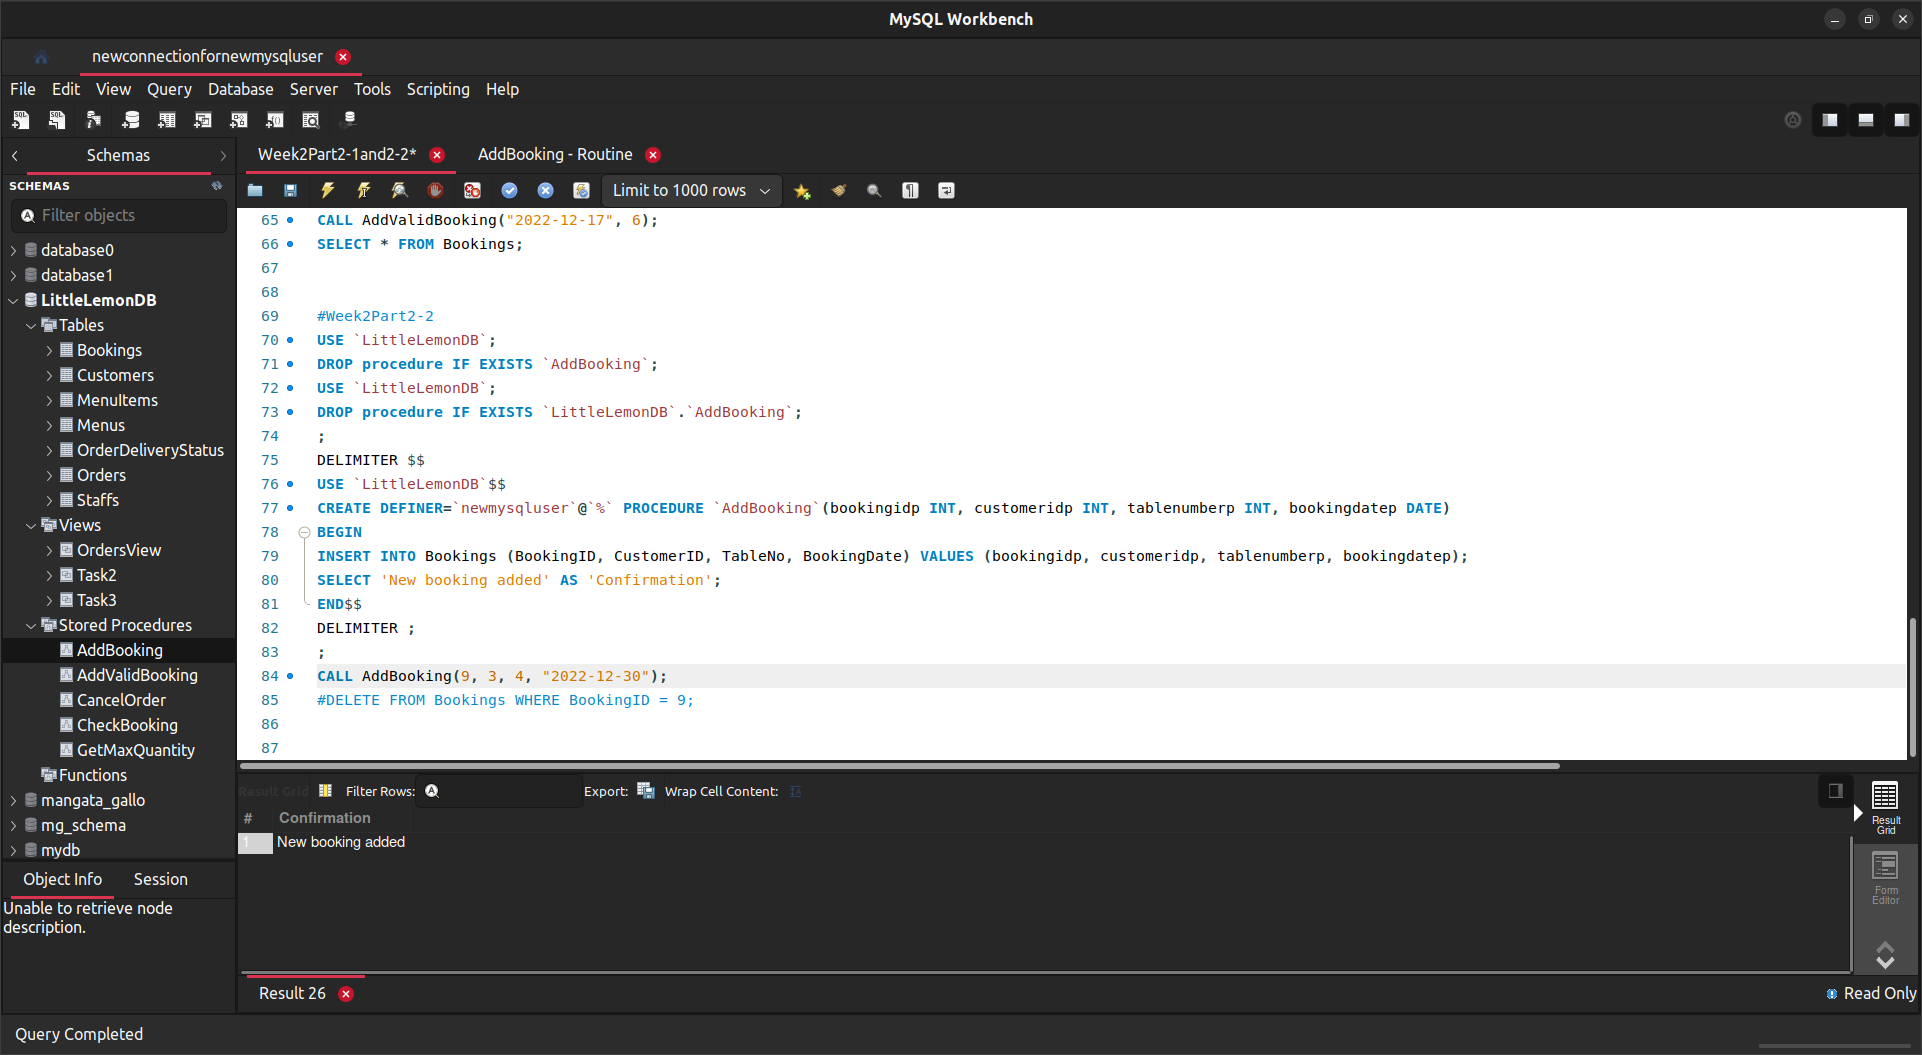 MySQL Workbench
newconnectionfornewmysqluser
File Edit View Query Database Server Tools Scripting Help
Schemas
Week2Part2-1and2-2*
AddBooking - Routine
SCHEMAS
Filter objects
Limit to 1000 rows
database0
database1
LittleLemonDB
Tables
Bookings
Customers
MenuItems
Menus
OrderDeliveryStatus
Orders
Staffs
Views
OrdersView
Task2
Task3
Stored Procedures
AddBooking
AddValidBooking
CancelOrder
CheckBooking
GetMaxQuantity
Functions
mangata_gallo
mg_schema
mydb
Object Info Session
Unable to retrieve node
description.
65 CALL AddValidBooking("2022-12-17", 6);
66 SELECT * FROM Bookings;
67
68
69 #Week2Part2-2
70 USE `LittleLemonDB`;
71 DROP procedure IF EXISTS `AddBooking`;
72 USE `LittleLemonDB`;
73 DROP procedure IF EXISTS `LittleLemonDB`.`AddBooking`;
74 ;
75 DELIMITER $$
76 USE `LittleLemonDB`$$
77 CREATE DEFINER=`newmysqluser`@`%` PROCEDURE `AddBooking`(bookingidp INT, customeridp INT, tablenumberp INT, bookingdatep DATE)
78 BEGIN
79 INSERT INTO Bookings (BookingID, CustomerID, TableNo, BookingDate) VALUES (bookingidp, customeridp, tablenumberp, bookingdatep);
80 SELECT 'New booking added' AS 'Confirmation';
81 END$$
82 DELIMITER ;
83 ;
84 CALL AddBooking(9, 3, 4, "2022-12-30");
85 #DELETE FROM Bookings WHERE BookingID = 9;
86
87
Result Grid Filter Rows: Export: Wrap Cell Content:
# Confirmation
1 New booking added
Result
Grid
Form
Editor
Result 26
Read Only
Query Completed